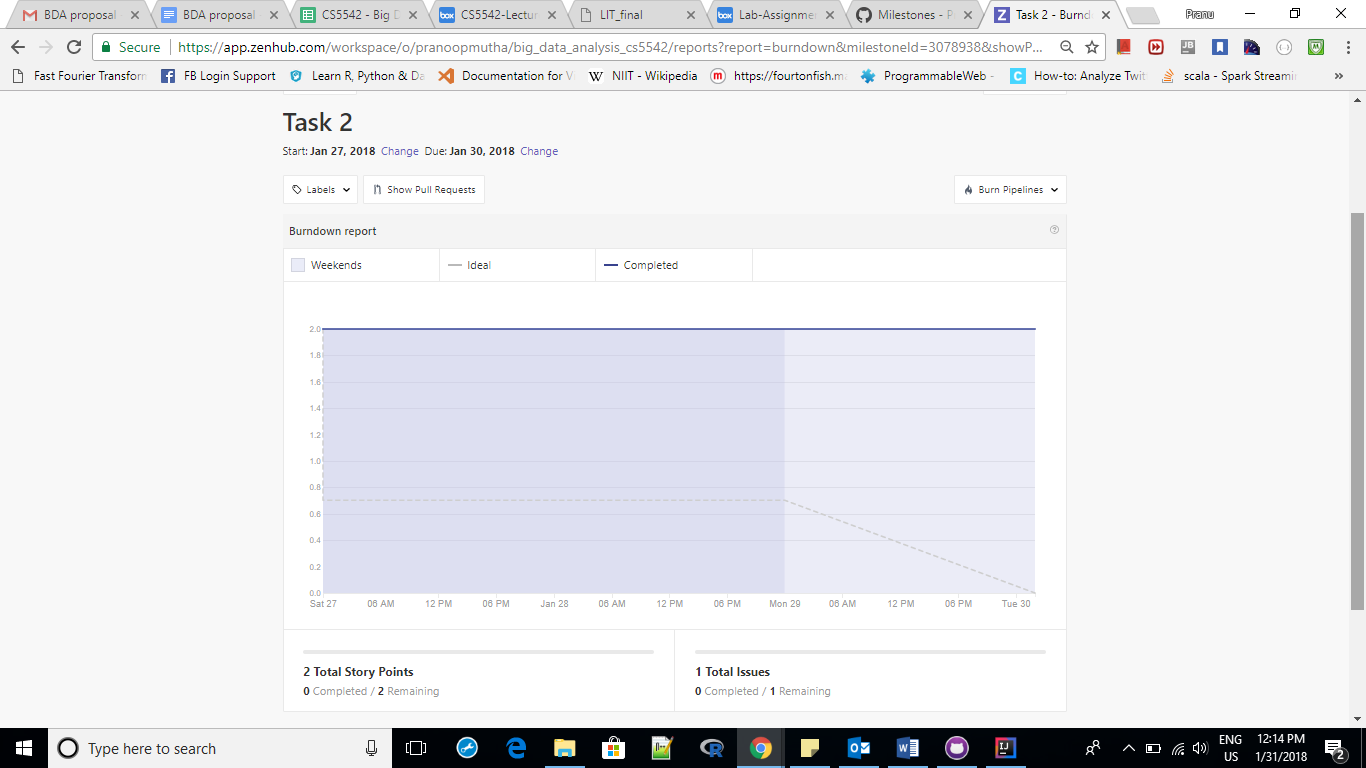 BDA proposal
BDA proposal -
CS5542 - Big D
CS5542-Lectur
LIT_final
Lab-Assignme
Milestones - P
Task 2 - Burnd
Pranu
Secure
https://app.zenhub.com/workspace/o/pranoopmutha/big_data_analysis_cs5542/reports?report=burndown&milestoneId=3078938&showP...
Fast Fourier Transform
FB Login Support
Learn R, Python & Da
Documentation for V
NIIT - Wikipedia
https://fourtonfish.m
ProgrammableWeb -
How-to: Analyze Twit
scala - Spark Streami
Task 2
Start: Jan 27, 2018 Change Due: Jan 30, 2018 Change
Labels
Show Pull Requests
Burn Pipelines
Burndown report
Weekends
Ideal
Completed
2.0
1.8
1.6
1.4
1.2
1.0
0.8
0.6
0.4
0.2
0.0
Sat 27 06 AM 12 PM 06 PM Jan 28 06 AM 12 PM 06 PM Mon 29 06 AM 12 PM 06 PM Tue 30
2 Total Story Points
0 Completed / 2 Remaining
1 Total Issues
0 Completed / 1 Remaining
Type here to search
ENG
US
12:14 PM
1/31/2018
2